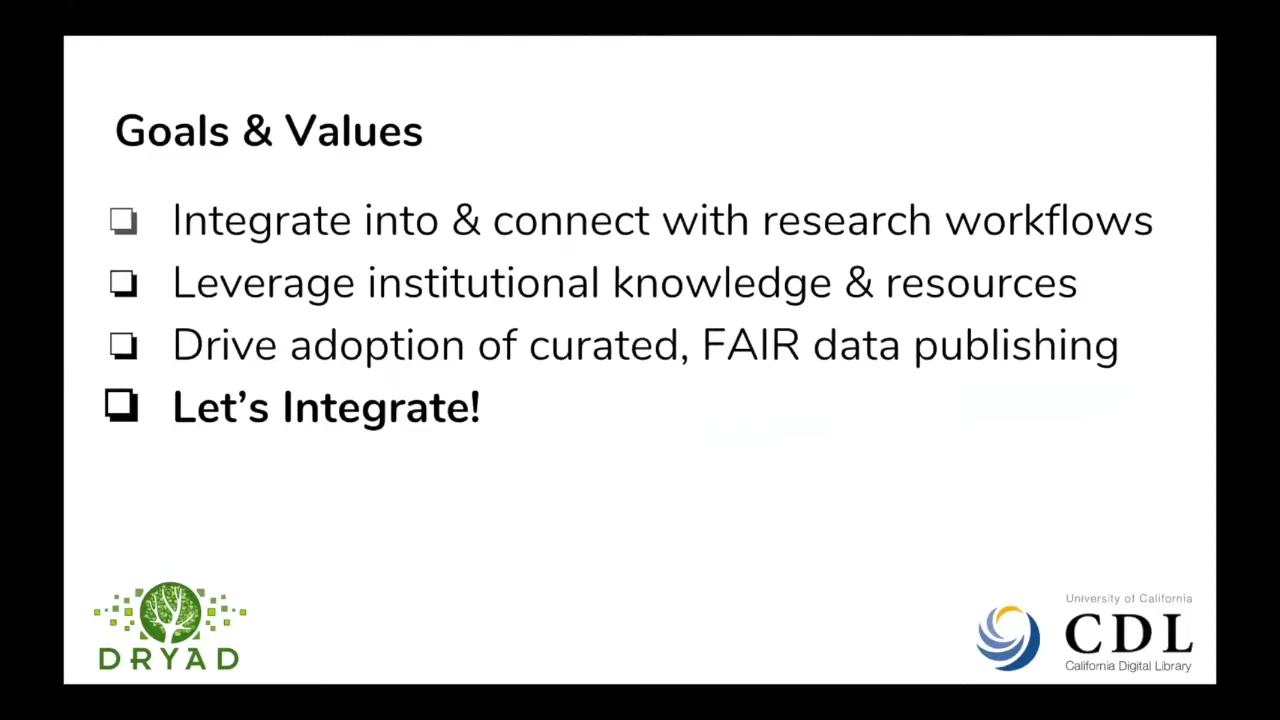 Goals & Values
Integrate into & connect with research workflows
Leverage institutional knowledge & resources
Drive adoption of curated, FAIR data publishing
Let’s Integrate!
DRYAD
University of California
CDL
California Digital Library